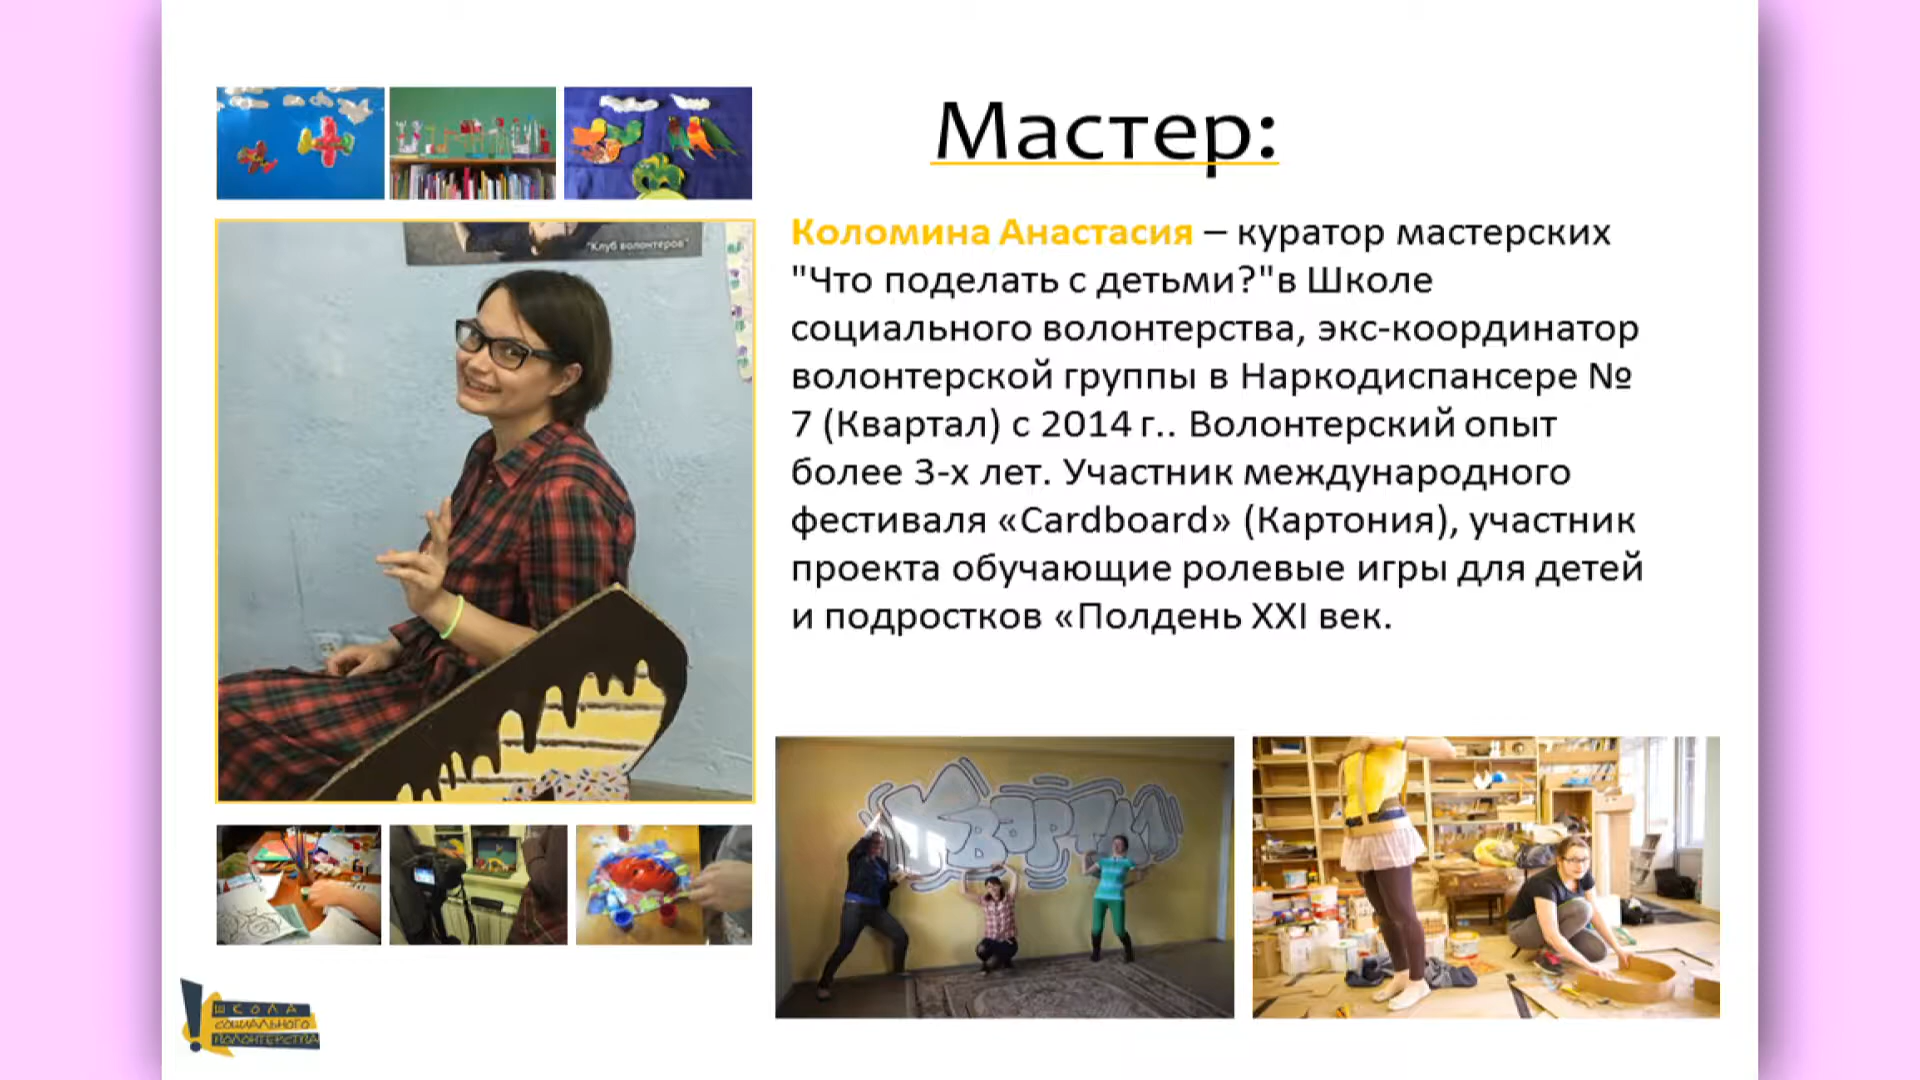 Мастер:
"Клуб волонтеров"
Коломина Анастасия – куратор мастерских
"Что поделать с детьми?"в Школе
социального волонтерства, экс-координатор
волонтерской группы в Наркодиспансере №
7 (Квартал) с 2014 г.. Волонтерский опыт
более 3-х лет. Участник международного
фестиваля «Cardboard» (Картония), участник
проекта обучающие ролевые игры для детей
и подростков «Полдень XXI век.
Квартал
ШКОЛА
СОЦИАЛЬНОГО
ВОЛОНТЕРСТВА